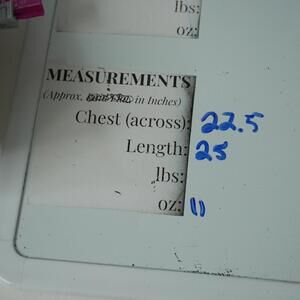 lbs:
oz:
MEASUREMENTS
(Approx. in Inches)
Chest (across): 22.5
Length: 25
lbs:
oz: 11